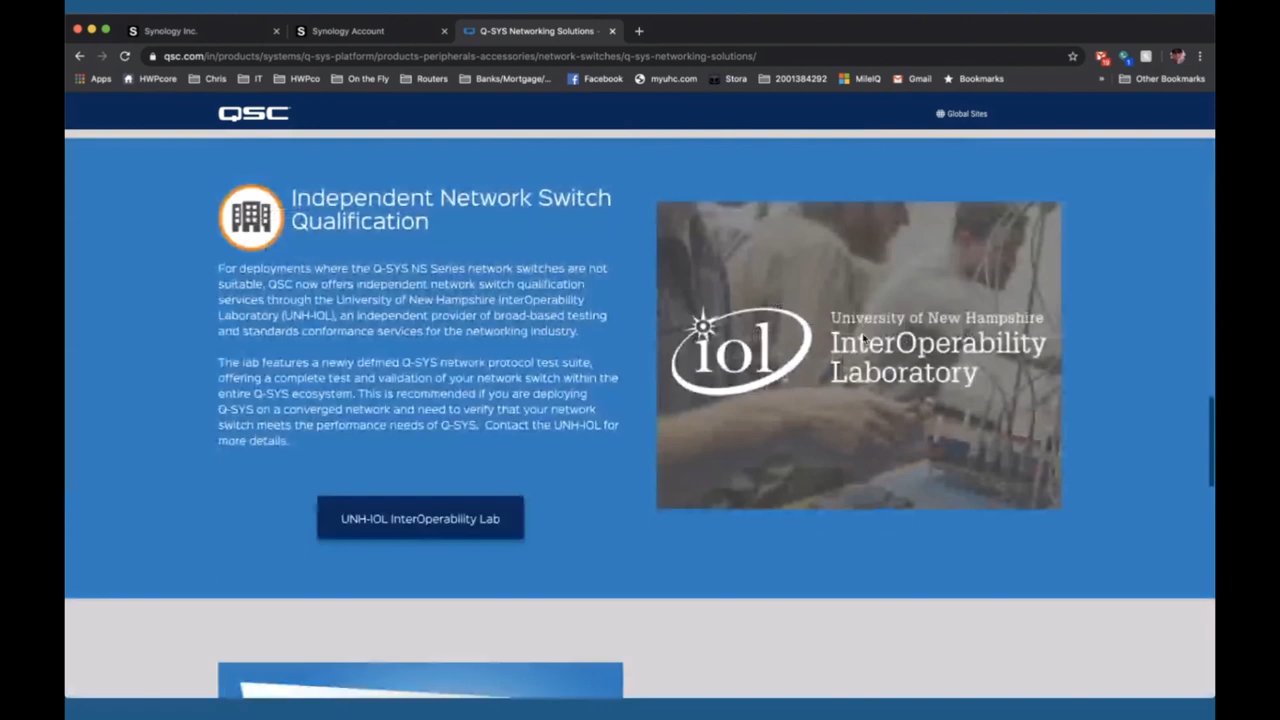 Synology Inc.
Synology Account
Q-SYS Networking Solutions -
qsc.com/in/products/systems/q-sys-platform/products-peripherals-accessories/network-switches/q-sys-networking-solutions/
Apps HWPcore Chris IT HWPco On the Fly Routers Banks/Mortgage/... Facebook myuhc.com Stora 2001384292 MileIQ Gmail Bookmarks » Other Bookmarks
QSC
Global Sites
Independent Network Switch
Qualification
For deployments where the Q-SYS NS Series network switches are not
suitable, QSC now offers independent network switch qualification
services through the University of New Hampshire InterOperability
Laboratory (UNH-IOL), an independent provider of broad-based testing
and standards conformance services for the networking industry.
The lab features a newly defined Q-SYS network protocol test suite,
offering a complete test and validation of your network switch within the
entire Q-SYS ecosystem. This is recommended if you are deploying
Q-SYS on a converged network and need to verify that your network
switch meets the performance needs of Q-SYS. Contact the UNH-IOL for
more details.
UNH-IOL InterOperability Lab
iol
University of New Hampshire
InterOperability
Laboratory